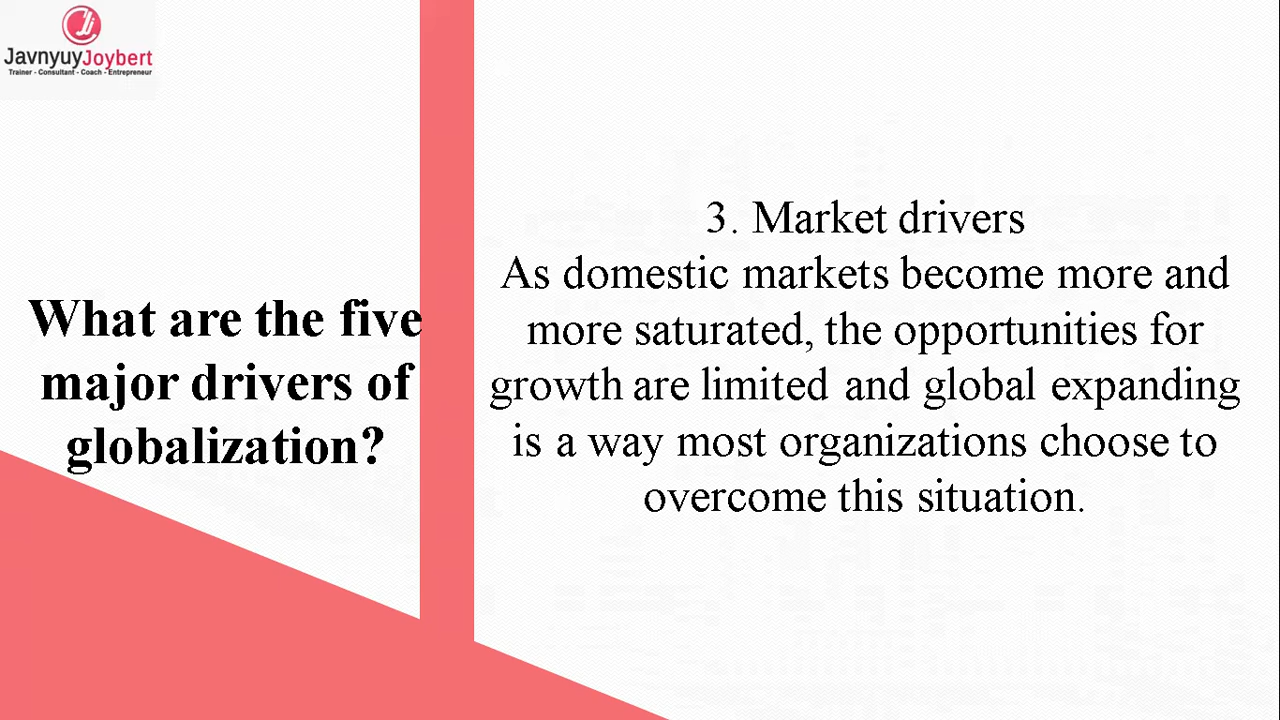 JavnyuyJoybert
Trainer - Consultant - Coach - Entrepreneur
What are the five
major drivers of
globalization?
3. Market drivers
As domestic markets become more and
more saturated, the opportunities for
growth are limited and global expanding
is a way most organizations choose to
overcome this situation.